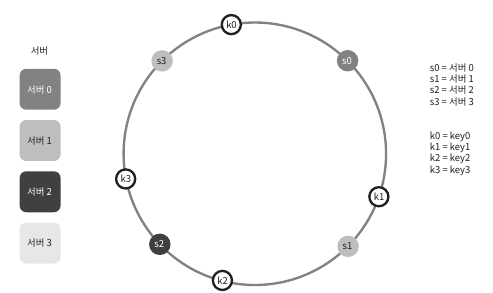 서버
서버 0
서버 1
서버 2
서버 3
k0
s3
s0
k3
k1
s2
s1
k2
s0 = 서버 0
s1 = 서버 1
s2 = 서버 2
s3 = 서버 3
k0 = key0
k1 = key1
k2 = key2
k3 = key3